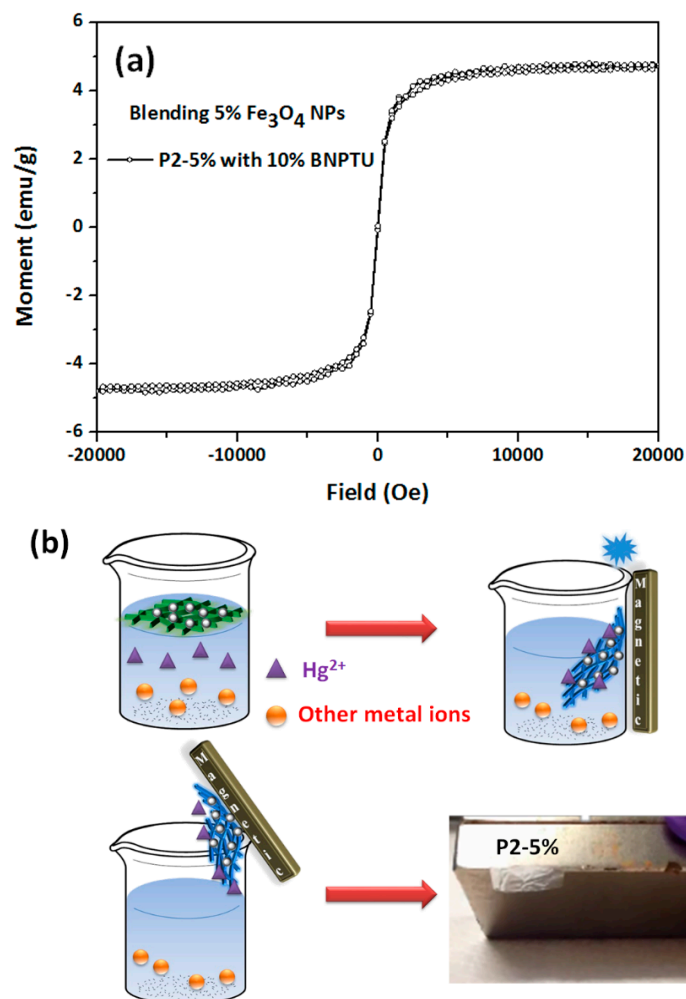 (a)
6
4
2
0
-2
-4
-6
Moment (emu/g)
Blending 5% Fe₃O₄ NPs
P2-5% with 10% BNPTU
-20000 -10000 0 10000 20000
Field (Oe)
(b)
Magnetic
Hg²⁺
Other metal ions
Magnetic
P2-5%